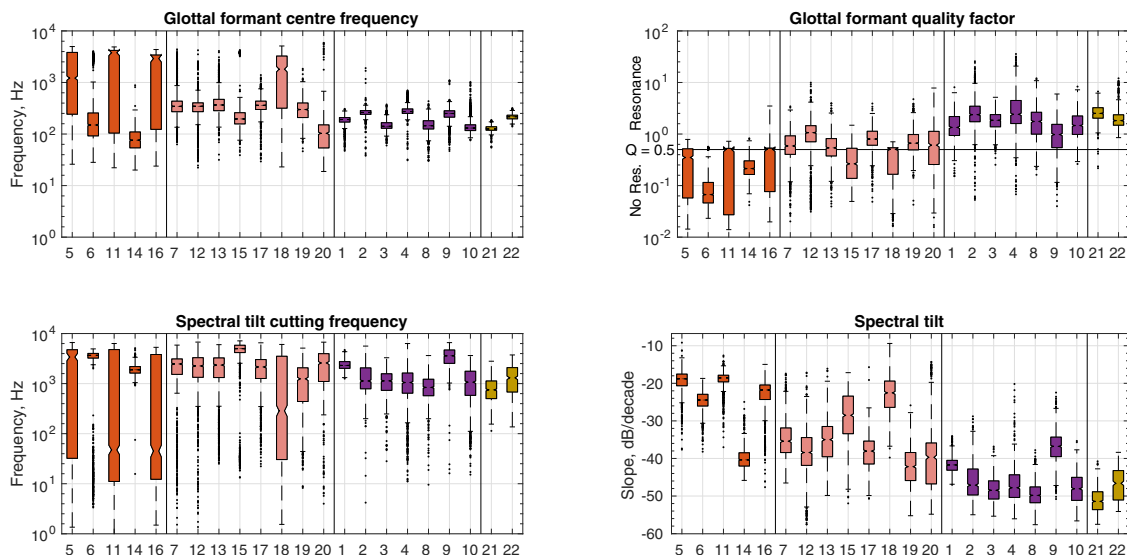 Glottal formant centre frequency
Frequency, Hz
10^4
10^3
10^2
10^1
10^0
5 6 11 14 16 7 12 13 15 17 18 19 20 1 2 3 4 8 9 10 21 22
Glottal formant quality factor
No Res. Q = 0.5 Resonance
10^2
10^1
10^0
10^-1
10^-2
5 6 11 14 16 7 12 13 15 17 18 19 20 1 2 3 4 8 9 10 21 22
Spectral tilt cutting frequency
Frequency, Hz
10^4
10^3
10^2
10^1
10^0
5 6 11 14 16 7 12 13 15 17 18 19 20 1 2 3 4 8 9 10 21 22
Spectral tilt
Slope, dB/decade
-10
-20
-30
-40
-50
-60
5 6 11 14 16 7 12 13 15 17 18 19 20 1 2 3 4 8 9 10 21 22